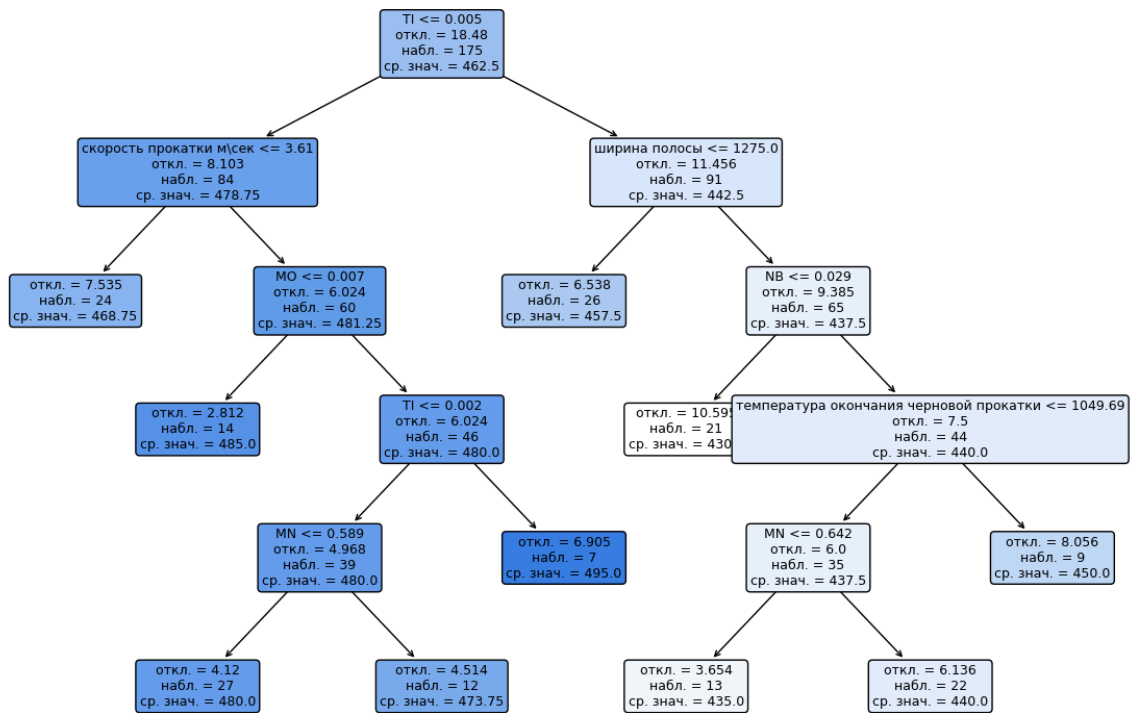 TI <= 0.005
откл. = 18.48
набл. = 175
ср. знач. = 462.5
скорость прокатки м\сек <= 3.61
откл. = 8.103
набл. = 84
ср. знач. = 478.75
ширина полосы <= 1275.0
откл. = 11.456
набл. = 91
ср. знач. = 442.5
откл. = 7.535
набл. = 24
ср. знач. = 468.75
MO <= 0.007
откл. = 6.024
набл. = 60
ср. знач. = 481.25
откл. = 6.538
набл. = 26
ср. знач. = 457.5
NB <= 0.029
откл. = 9.385
набл. = 65
ср. знач. = 437.5
откл. = 2.812
набл. = 14
ср. знач. = 485.0
TI <= 0.002
откл. = 6.024
набл. = 46
ср. знач. = 480.0
откл. = 10.595
набл. = 21
ср. знач. = 430
температура окончания черновой прокатки <= 1049.69
откл. = 7.5
набл. = 44
ср. знач. = 440.0
MN <= 0.589
откл. = 4.968
набл. = 39
ср. знач. = 480.0
откл. = 6.905
набл. = 7
ср. знач. = 495.0
MN <= 0.642
откл. = 6.0
набл. = 35
ср. знач. = 437.5
откл. = 8.056
набл. = 9
ср. знач. = 450.0
откл. = 4.12
набл. = 27
ср. знач. = 480.0
откл. = 4.514
набл. = 12
ср. знач. = 473.75
откл. = 3.654
набл. = 13
ср. знач. = 435.0
откл. = 6.136
набл. = 22
ср. знач. = 440.0